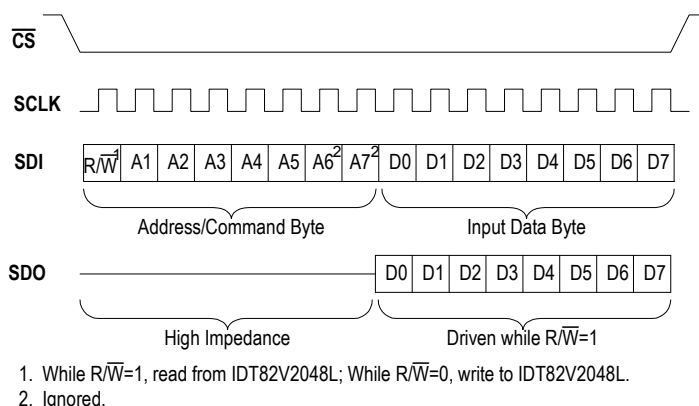 C̅S̅
SCLK
SDI R/W̅¹ A1 A2 A3 A4 A5 A6² A7² D0 D1 D2 D3 D4 D5 D6 D7
Address/Command Byte Input Data Byte
SDO D0 D1 D2 D3 D4 D5 D6 D7
High Impedance Driven while R/W̅=1
1. While R/W̅=1, read from IDT82V2048L; While R/W̅=0, write to IDT82V2048L.
2. Ignored.